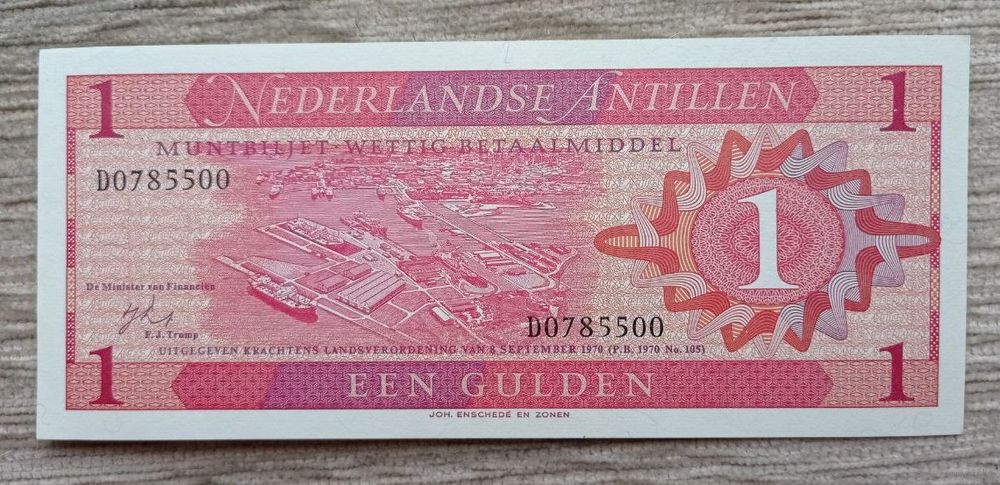 1 NEDERLANDSE ANTILLEN 1
MUNTBILJET-WETTIG BETAALMIDDEL
D0785500
1
De Minister van Financiën
F.J. Tromp
D0785500
UITGEGEVEN KRACHTENS LANDSVERORDENING VAN 8 SEPTEMBER 1970 (P.B. 1970 No. 105)
1 EEN GULDEN 1
JOH. ENSCHEDÉ EN ZONEN